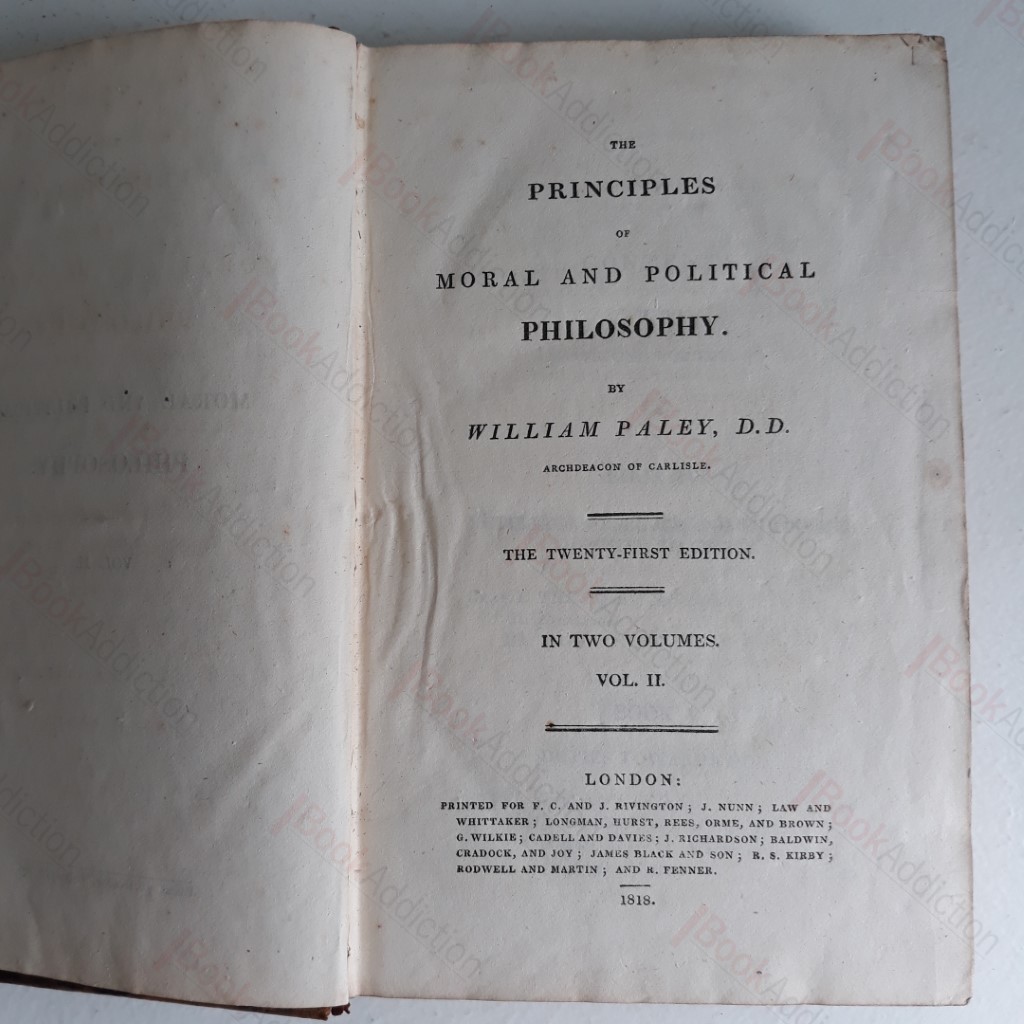 THE
PRINCIPLES
OF
MORAL AND POLITICAL
PHILOSOPHY.
BY
WILLIAM PALEY, D.D.
ARCHDEACON OF CARLISLE.
THE TWENTY-FIRST EDITION.
IN TWO VOLUMES.
VOL. II.
LONDON:
PRINTED FOR F. C. AND J. RIVINGTON; J. NUNN; LAW AND
WHITTAKER; LONGMAN, HURST, REES, ORME, AND BROWN;
G. WILKIE; CADELL AND DAVIES; J. RICHARDSON; BALDWIN,
CRADOCK, AND JOY; JAMES BLACK AND SON; R. S. KIRBY;
RODWELL AND MARTIN; AND R. FENNER.
1818.
BookAddiction